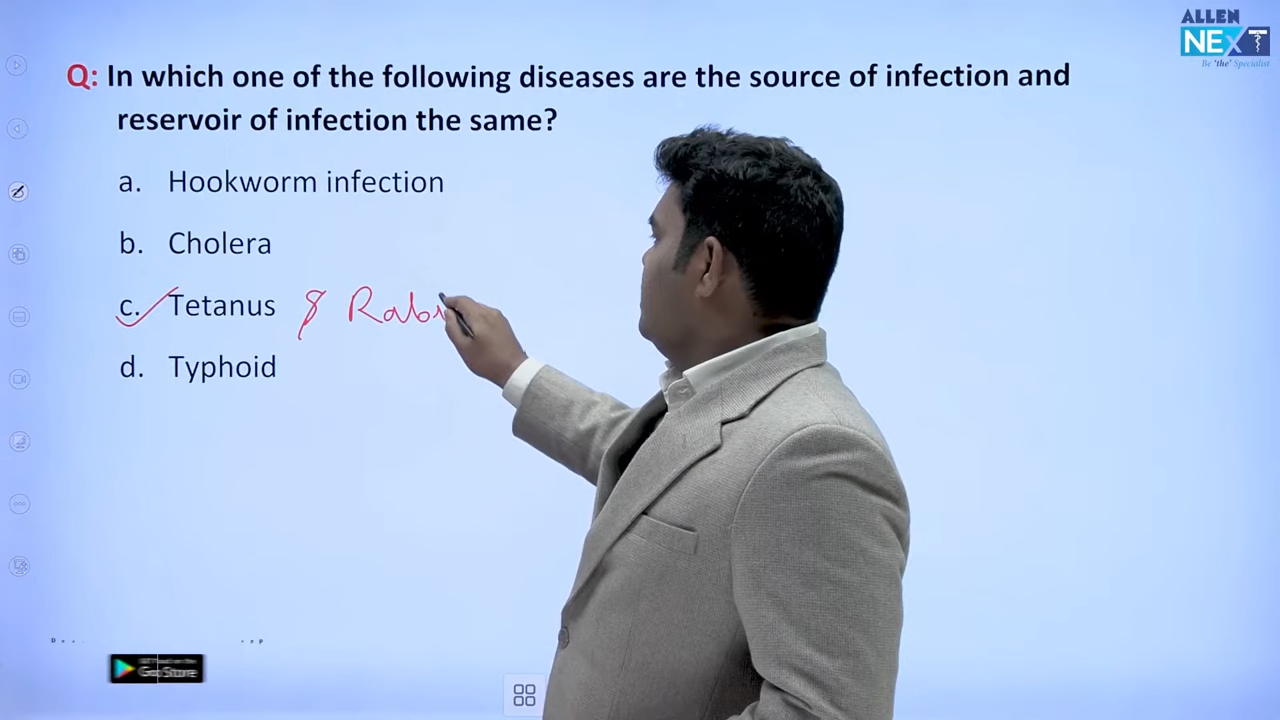 ALLEN
NEXT
Be 'the' Specialist
Q: In which one of the following diseases are the source of infection and
reservoir of infection the same?
a. Hookworm infection
b. Cholera
c. Tetanus & Rabi
d. Typhoid